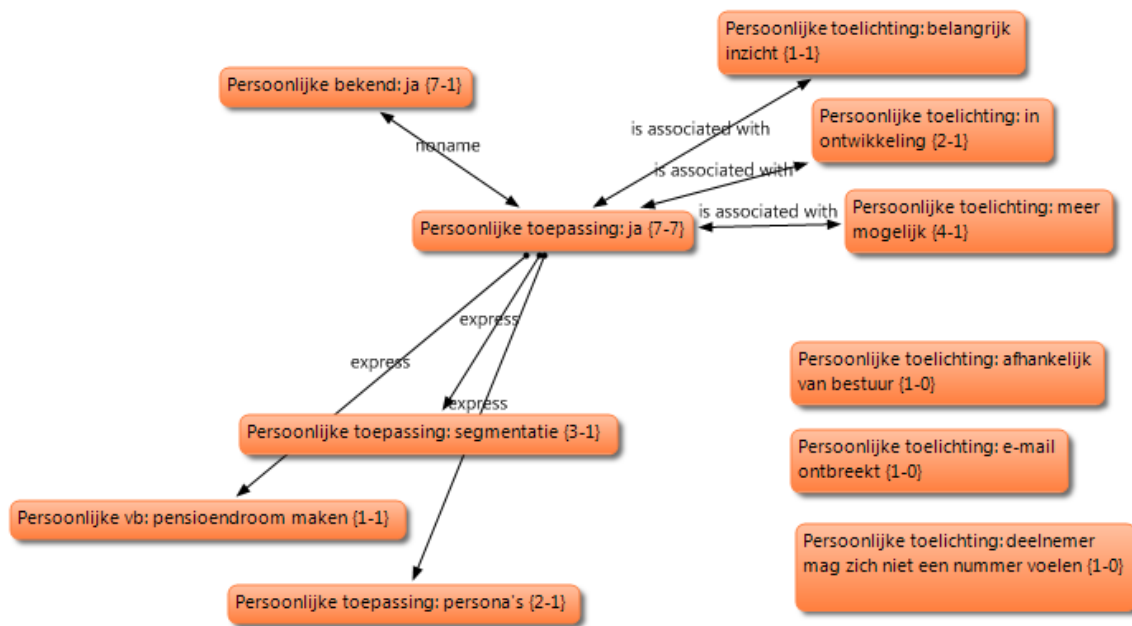 Persoonlijke toelichting: belangrijk
inzicht {1-1}
Persoonlijke bekend: ja {7-1}
Persoonlijke toelichting: in
ontwikkeling {2-1}
is associated with
noname
is associated with
Persoonlijke toelichting: meer
mogelijk {4-1}
is associated with
Persoonlijke toepassing: ja {7-7}
express
express
express
Persoonlijke toelichting: afhankelijk
van bestuur {1-0}
Persoonlijke toepassing: segmentatie {3-1}
Persoonlijke toelichting: e-mail
ontbreekt {1-0}
Persoonlijke vb: pensioendroom maken {1-1}
Persoonlijke toelichting: deelnemer
mag zich niet een nummer voelen {1-0}
Persoonlijke toepassing: persona's {2-1}